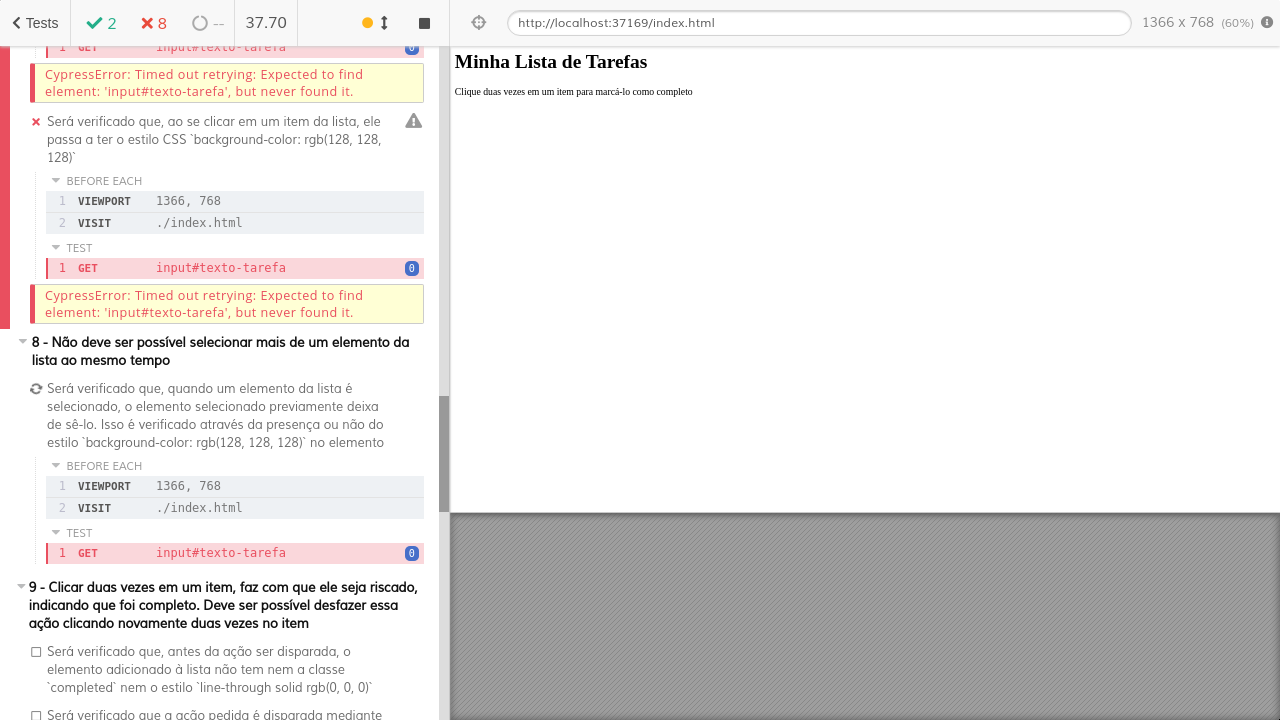 Tests
2
8
--
37.70
http://localhost:37169/index.html
1366 x 768 (60%)
1 GET input#texto-tarefa 0
CypressError: Timed out retrying: Expected to find
element: 'input#texto-tarefa', but never found it.
Será verificado que, ao se clicar em um item da lista, ele
passa a ter o estilo CSS `background-color: rgb(128, 128,
128)`
BEFORE EACH
1 VIEWPORT 1366, 768
2 VISIT ./index.html
TEST
1 GET input#texto-tarefa 0
CypressError: Timed out retrying: Expected to find
element: 'input#texto-tarefa', but never found it.
8 - Não deve ser possível selecionar mais de um elemento da
lista ao mesmo tempo
Será verificado que, quando um elemento da lista é
selecionado, o elemento selecionado previamente deixa
de sê-lo. Isso é verificado através da presença ou não do
estilo `background-color: rgb(128, 128, 128)` no elemento
BEFORE EACH
1 VIEWPORT 1366, 768
2 VISIT ./index.html
TEST
1 GET input#texto-tarefa 0
9 - Clicar duas vezes em um item, faz com que ele seja riscado,
indicando que foi completo. Deve ser possível desfazer essa
ação clicando novamente duas vezes no item
Será verificado que, antes da ação ser disparada, o
elemento adicionado à lista não tem nem a classe
`completed` nem o estilo `line-through solid rgb(0, 0, 0)`
Será verificado que a ação pedida é disparada mediante
Minha Lista de Tarefas
Clique duas vezes em um item para marcá-lo como completo